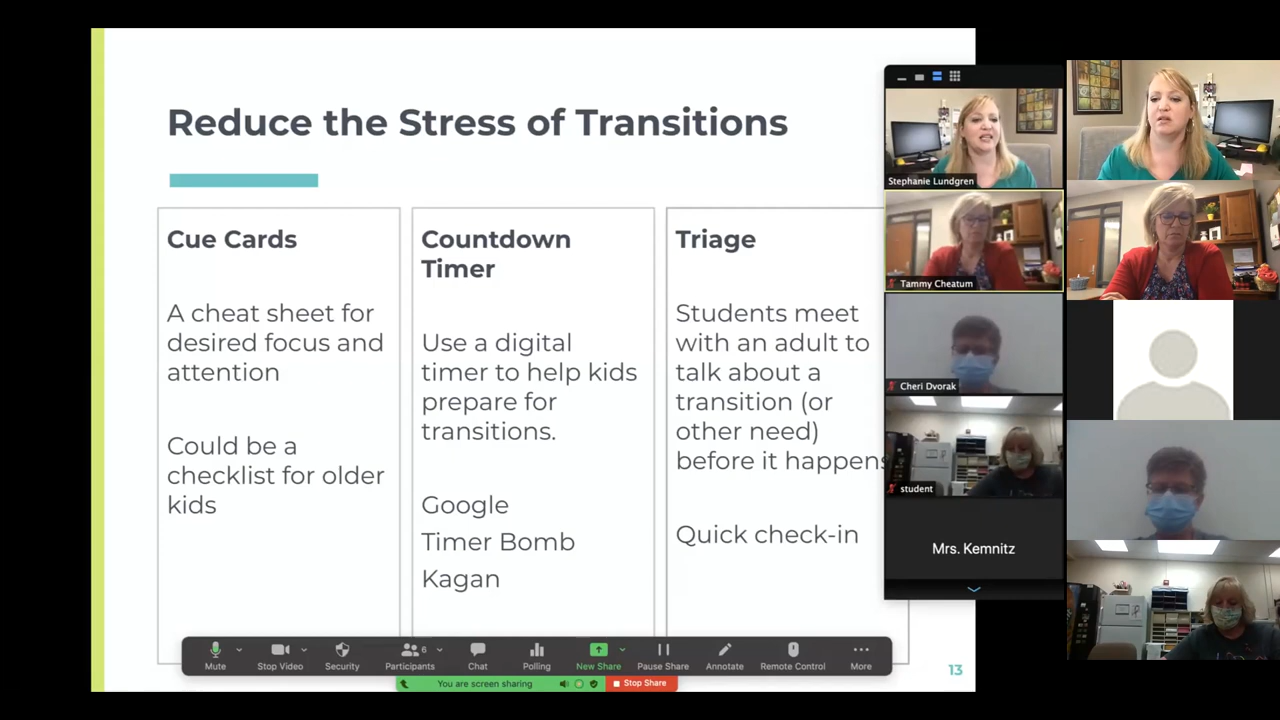 Reduce the Stress of Transitions
Cue Cards
A cheat sheet for
desired focus and
attention
Could be a
checklist for older
kids
Countdown
Timer
Use a digital
timer to help kids
prepare for
transitions.
Google
Timer Bomb
Kagan
Triage
Students meet
with an adult to
talk about a
transition (or
other need)
before it happens
Quick check-in
13
Stephanie Lundgren
Tammy Cheatum
Cheri Dvorak
student
Mrs. Kemnitz
Mute
Stop Video
Security
Participants
6
Chat
Polling
New Share
Pause Share
Annotate
Remote Control
More
You are screen sharing
Stop Share